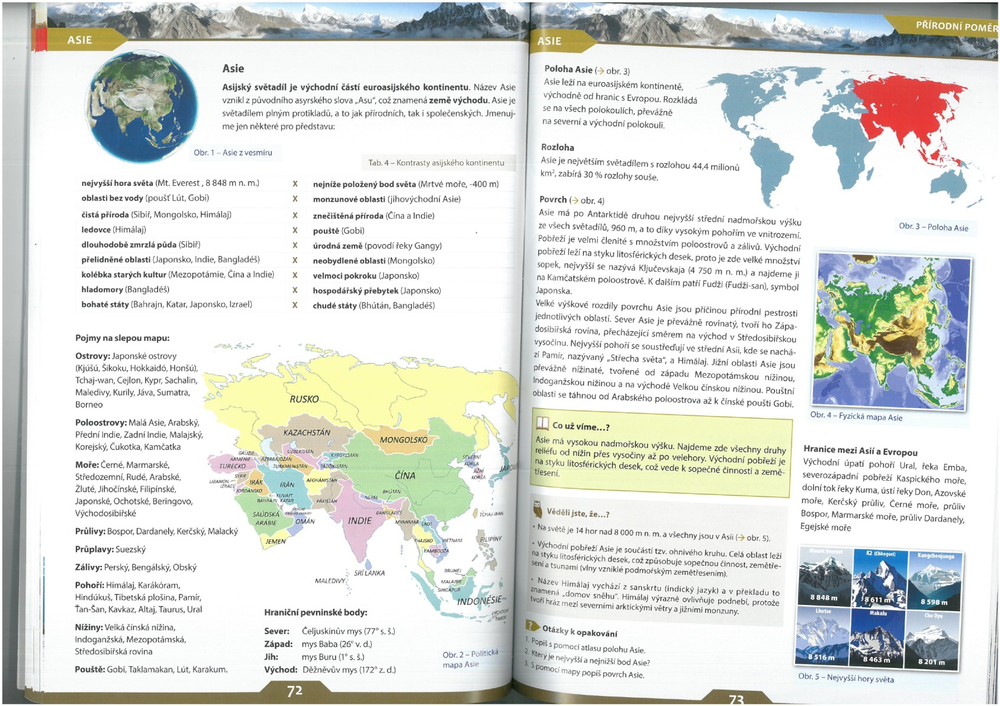 ASIE
Asie
Asijský světadíl je východní částí euroasijského kontinentu. Název Asie
vznikl z původního asyrského slova „Asu", což znamená země východu. Asie je
světadílem plným protikladů, a to jak přírodních, tak i společenských. Jmenuj-
me jen některé pro představu:
Obr. 1 – Asie z vesmíru
Tab. 4 – Kontrasty asijského kontinentu
nejvyšší hora světa (Mt. Everest , 8 848 m n. m.) X nejníže položený bod světa (Mrtvé moře, -400 m)
oblasti bez vody (poušť Lút, Gobi) X monzunové oblasti (jihovýchodní Asie)
čistá příroda (Sibiř, Mongolsko, Himálaj) X znečištěná příroda (Čína a Indie)
ledovce (Himálaj) X pouště (Gobi)
dlouhodobě zmrzlá půda (Sibiř) X úrodná země (povodí řeky Gangy)
přelidněné oblasti (Japonsko, Indie, Bangladéš) X neobydlené oblasti (Mongolsko)
kolébka starých kultur (Mezopotámie, Čína a Indie) X velmoci pokroku (Japonsko)
hladomory (Bangladéš) X hospodářský přebytek (Japonsko)
bohaté státy (Bahrajn, Katar, Japonsko, Izrael) X chudé státy (Bhútán, Bangladéš)
Pojmy na slepou mapu:
Ostrovy: Japonské ostrovy
(Kjúšú, Šikoku, Hokkaidó, Honšú),
Tchaj-wan, Cejlon, Kypr, Sachalin,
Maledivy, Kurily, Jáva, Sumatra,
Borneo
Poloostrovy: Malá Asie, Arabský,
Přední Indie, Zadní Indie, Malajský,
Korejský, Čukotka, Kamčatka
Moře: Černé, Marmarské,
Středozemní, Rudé, Arabské,
Žluté, Jihočínské, Filipínské,
Japonské, Ochotské, Beringovo,
Východosibiřské
Průlivy: Bospor, Dardanely, Kerčský, Malacký
Průplavy: Suezský
Zálivy: Perský, Bengálský, Obský
Pohoří: Himálaj, Karákóram,
Hindúkúš, Tibetská plošina, Pamír,
Ťan-Šan, Kavkaz, Altaj, Taurus, Ural
Nížiny: Velká čínská nížina,
Indoganžská, Mezopotámská,
Středosibiřská rovina
Pouště: Gobi, Taklamakan, Lút, Karakum.
RUSKO
KAZACHSTÁN
MONGOLSKO
GRUZIE
ARMÉNIE
ÁZERBAJDŽÁN
UZBEKISTÁN
KYRGYZSTÁN
TURECKO
TURKMENISTÁN
TÁDŽIKISTÁN
SEVERNÍ
KOREA
JIŽNÍ
KOREA
SÝRIE
LIBANON
IZRAEL
IRÁK
JORDÁNSKO
ÍRÁN
AFGHÁNISTÁN
ČÍNA
KUVAJT
BAHRAJN KATAR
PÁKISTÁN
NEPÁL
BHÚTÁN
SAÚDSKÁ
ARÁBIE
OMÁN
JEMEN
INDIE
BANGLADÉŠ
MYANMAR
LAOS
TCHAJ-WAN
THAJSKO
VIETNAM
KAMBODŽA
FILIPÍNY
SRÍ LANKA
MALEDIVY
BRUNEJ
MALAJSIE
SINGAPUR
INDONÉSIE
VÝCHODNÍ
TIMOR
Hraniční pevninské body:
Sever: Čeljuskinův mys (77° s. š.)
Západ: mys Baba (26° v. d.)
Jih: mys Buru (1° s. š.)
Východ: Děžněvův mys (172° z. d.)
Obr. 2 – Politická
mapa Asie
72
ASIE
PŘÍRODNÍ POMĚR
Poloha Asie (→ obr. 3)
Asie leží na euroasijském kontinentě,
východně od hranic s Evropou. Rozkládá
se na všech polokoulích, převážně
na severní a východní polokouli.
Rozloha
Asie je největším světadílem s rozlohou 44,4 milionů
km², zabírá 30 % rozlohy souše.
Obr. 3 – Poloha Asie
Povrch (→ obr. 4)
Asie má po Antarktidě druhou nejvyšší střední nadmořskou výšku
ze všech světadílů, 960 m, a to díky vysokým pohořím ve vnitrozemí.
Pobřeží je velmi členité s množstvím poloostrovů a zálivů. Východní
pobřeží leží na styku litosférických desek, proto je zde velké množství
sopek, nejvyšší se nazývá Ključevskaja (4 750 m n. m.) a najdeme ji
na Kamčatském poloostrově. K dalším patří Fudži (Fudži-san), symbol
Japonska.
Velké výškové rozdíly povrchu Asie jsou příčinou přírodní pestrosti
jednotlivých oblastí. Sever Asie je převážně rovinatý, tvoří ho Zápa-
dosibiřská rovina, přecházející směrem na východ v Středosibiřskou
vysočinu. Nejvyšší pohoří se soustřeďují ve střední Asii, kde se nachá-
zí Pamír, nazývaný „Střecha světa", a Himálaj. Jižní oblasti Asie jsou
převážně nížinaté, tvořené od západu Mezopotámskou nížinou,
Indoganžskou nížinou a na východě Velkou čínskou nížinou. Pouštní
oblasti se táhnou od Arabského poloostrova až k čínské poušti Gobi.
Obr. 4 – Fyzická mapa Asie
Co už víme...?
Asie má vysokou nadmořskou výšku. Najdeme zde všechny druhy
reliéfu od nížin přes vysočiny až po velehory. Východní pobřeží je
na styku litosférických desek, což vede k sopečné činnosti a země-
třesení.
Věděli jste, že...?
• Na světě je 14 hor nad 8 000 m n. m. a všechny jsou v Asii (→ obr. 5).
• Východní pobřeží Asie je součástí tzv. ohnivého kruhu. Celá oblast leží
na styku litosférických desek, což způsobuje sopečnou činnost, zemětře-
sení a tsunami (vlny vzniklé podmořským zemětřesením).
• Název Himálaj vychází z sanskrtu (indický jazyk) a v překladu to
znamená „domov sněhu". Himálaj výrazně ovlivňuje podnebí, protože
tvoří hráz mezi severními arktickými větry a jižními monzuny.
Otázky k opakování
1. Popiš s pomocí atlasu polohu Asie.
2. Který je nejvyšší a nejnižší bod Asie?
3. S pomocí mapy popiš povrch Asie.
Hranice mezi Asií a Evropou
Východní úpatí pohoří Ural, řeka Emba,
severozápadní pobřeží Kaspického moře,
dolní tok řeky Kuma, ústí řeky Don, Azovské
moře, Kerčský průliv, Černé moře, průliv
Bospor, Marmarské moře, průliv Dardanely,
Egejské moře
Mount Everest
8 848 m
K2 (Chhogori)
8 611 m
Kangchenjunga
8 598 m
Lhotse
8 516 m
Makalu
8 463 m
Cho Oyu
8 201 m
Obr. 5 – Nejvyšší hory světa
73